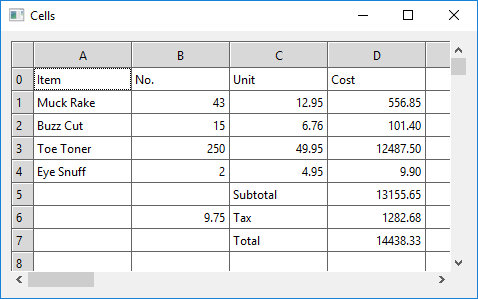 Cells
A B C D
0 Item No. Unit Cost
1 Muck Rake 43 12.95 556.85
2 Buzz Cut 15 6.76 101.40
3 Toe Toner 250 49.95 12487.50
4 Eye Snuff 2 4.95 9.90
5 Subtotal 13155.65
6 9.75 Tax 1282.68
7 Total 14438.33
8